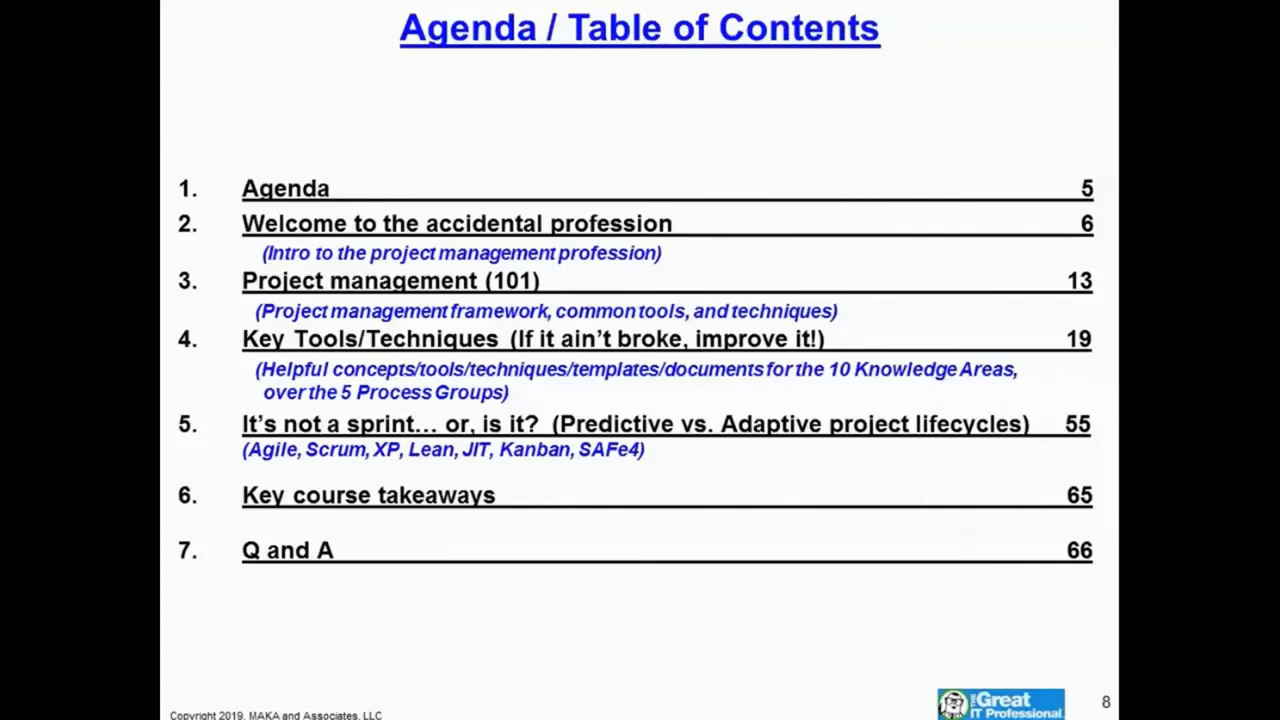 Agenda / Table of Contents
1. Agenda 5
2. Welcome to the accidental profession 6
(Intro to the project management profession)
3. Project management (101) 13
(Project management framework, common tools, and techniques)
4. Key Tools/Techniques (If it ain't broke, improve it!) 19
(Helpful concepts/tools/techniques/templates/documents for the 10 Knowledge Areas,
over the 5 Process Groups)
5. It's not a sprint... or, is it? (Predictive vs. Adaptive project lifecycles) 55
(Agile, Scrum, XP, Lean, JIT, Kanban, SAFe4)
6. Key course takeaways 65
7. Q and A 66
Copyright 2019, MAKA and Associates, LLC
THE Great
IT Professional
8